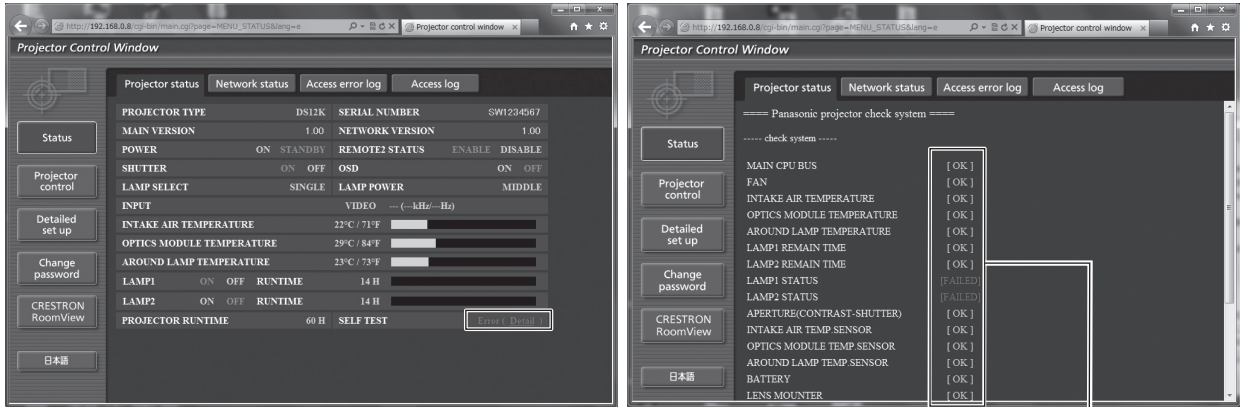 http://192.168.0.8/cgi-bin/main.cgi?page=MENU_STATUS&lang=e
Projector control window
Projector Control Window
Projector status Network status Access error log Access log
Status
Projector control
Detailed set up
Change password
CRESTRON RoomView
日本語
PROJECTOR TYPE DS12K SERIAL NUMBER SW1234567
MAIN VERSION 1.00 NETWORK VERSION 1.00
POWER ON STANDBY REMOTE2 STATUS ENABLE DISABLE
SHUTTER ON OFF OSD ON OFF
LAMP SELECT SINGLE LAMP POWER MIDDLE
INPUT VIDEO --- (---kHz/---Hz)
INTAKE AIR TEMPERATURE 22°C / 71°F
OPTICS MODULE TEMPERATURE 29°C / 84°F
AROUND LAMP TEMPERATURE 23°C / 73°F
LAMP1 ON OFF RUNTIME 14 H
LAMP2 ON OFF RUNTIME 14 H
PROJECTOR RUNTIME 60 H SELF TEST Error ( Detail )
http://192.168.0.8/cgi-bin/main.cgi?page=MENU_STATUS&lang=e
Projector control window
Projector Control Window
Projector status Network status Access error log Access log
Status
Projector control
Detailed set up
Change password
CRESTRON RoomView
日本語
==== Panasonic projector check system ====
----- check system -----
MAIN CPU BUS [ OK ]
FAN [ OK ]
INTAKE AIR TEMPERATURE [ OK ]
OPTICS MODULE TEMPERATURE [ OK ]
AROUND LAMP TEMPERATURE [ OK ]
LAMP1 REMAIN TIME [ OK ]
LAMP2 REMAIN TIME [ OK ]
LAMP1 STATUS [FAILED]
LAMP2 STATUS [FAILED]
APERTURE(CONTRAST-SHUTTER) [ OK ]
INTAKE AIR TEMP.SENSOR [ OK ]
OPTICS MODULE TEMP.SENSOR [ OK ]
AROUND LAMP TEMP.SENSOR [ OK ]
BATTERY [ OK ]
LENS MOUNTER [ OK ]